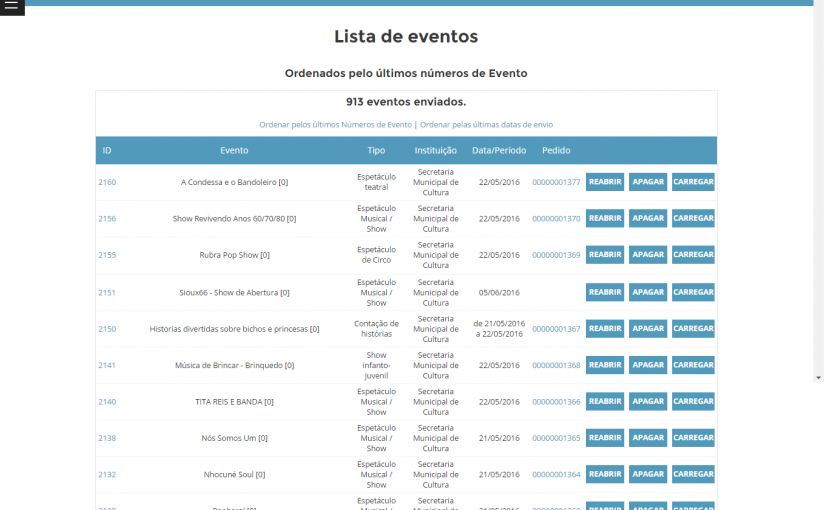 Lista de eventos
Ordenados pelo últimos números de Evento
913 eventos enviados.
Ordenar pelos últimos Números de Evento | Ordenar pelas últimas datas de envio
ID Evento Tipo Instituição Data/Período Pedido
2160 A Condessa e o Bandoleiro [0] Espetáculo teatral Secretaria Municipal de Cultura 22/05/2016 00000001377 REABRIR APAGAR CARREGAR
2156 Show Revivendo Anos 60/70/80 [0] Espetáculo Musical / Show Secretaria Municipal de Cultura 22/05/2016 00000001370 REABRIR APAGAR CARREGAR
2155 Rubra Pop Show [0] Espetáculo de Circo Secretaria Municipal de Cultura 22/05/2016 00000001369 REABRIR APAGAR CARREGAR
2151 Sioux66 - Show de Abertura [0] Espetáculo Musical / Show Secretaria Municipal de Cultura 05/06/2016 REABRIR APAGAR CARREGAR
2150 Historias divertidas sobre bichos e princesas [0] Contação de histórias Secretaria Municipal de Cultura de 21/05/2016 a 22/05/2016 00000001367 REABRIR APAGAR CARREGAR
2141 Música de Brincar - Brinquedo [0] Show infanto-juvenil Secretaria Municipal de Cultura 22/05/2016 00000001368 REABRIR APAGAR CARREGAR
2140 TITA REIS E BANDA [0] Espetáculo Musical / Show Secretaria Municipal de Cultura 22/05/2016 00000001366 REABRIR APAGAR CARREGAR
2138 Nós Somos Um [0] Espetáculo Musical / Show Secretaria Municipal de Cultura 21/05/2016 00000001365 REABRIR APAGAR CARREGAR
2132 Nhocuné Soul [0] Espetáculo Musical / Show Secretaria Municipal de Cultura 21/05/2016 00000001364 REABRIR APAGAR CARREGAR
Espetáculo Secretaria